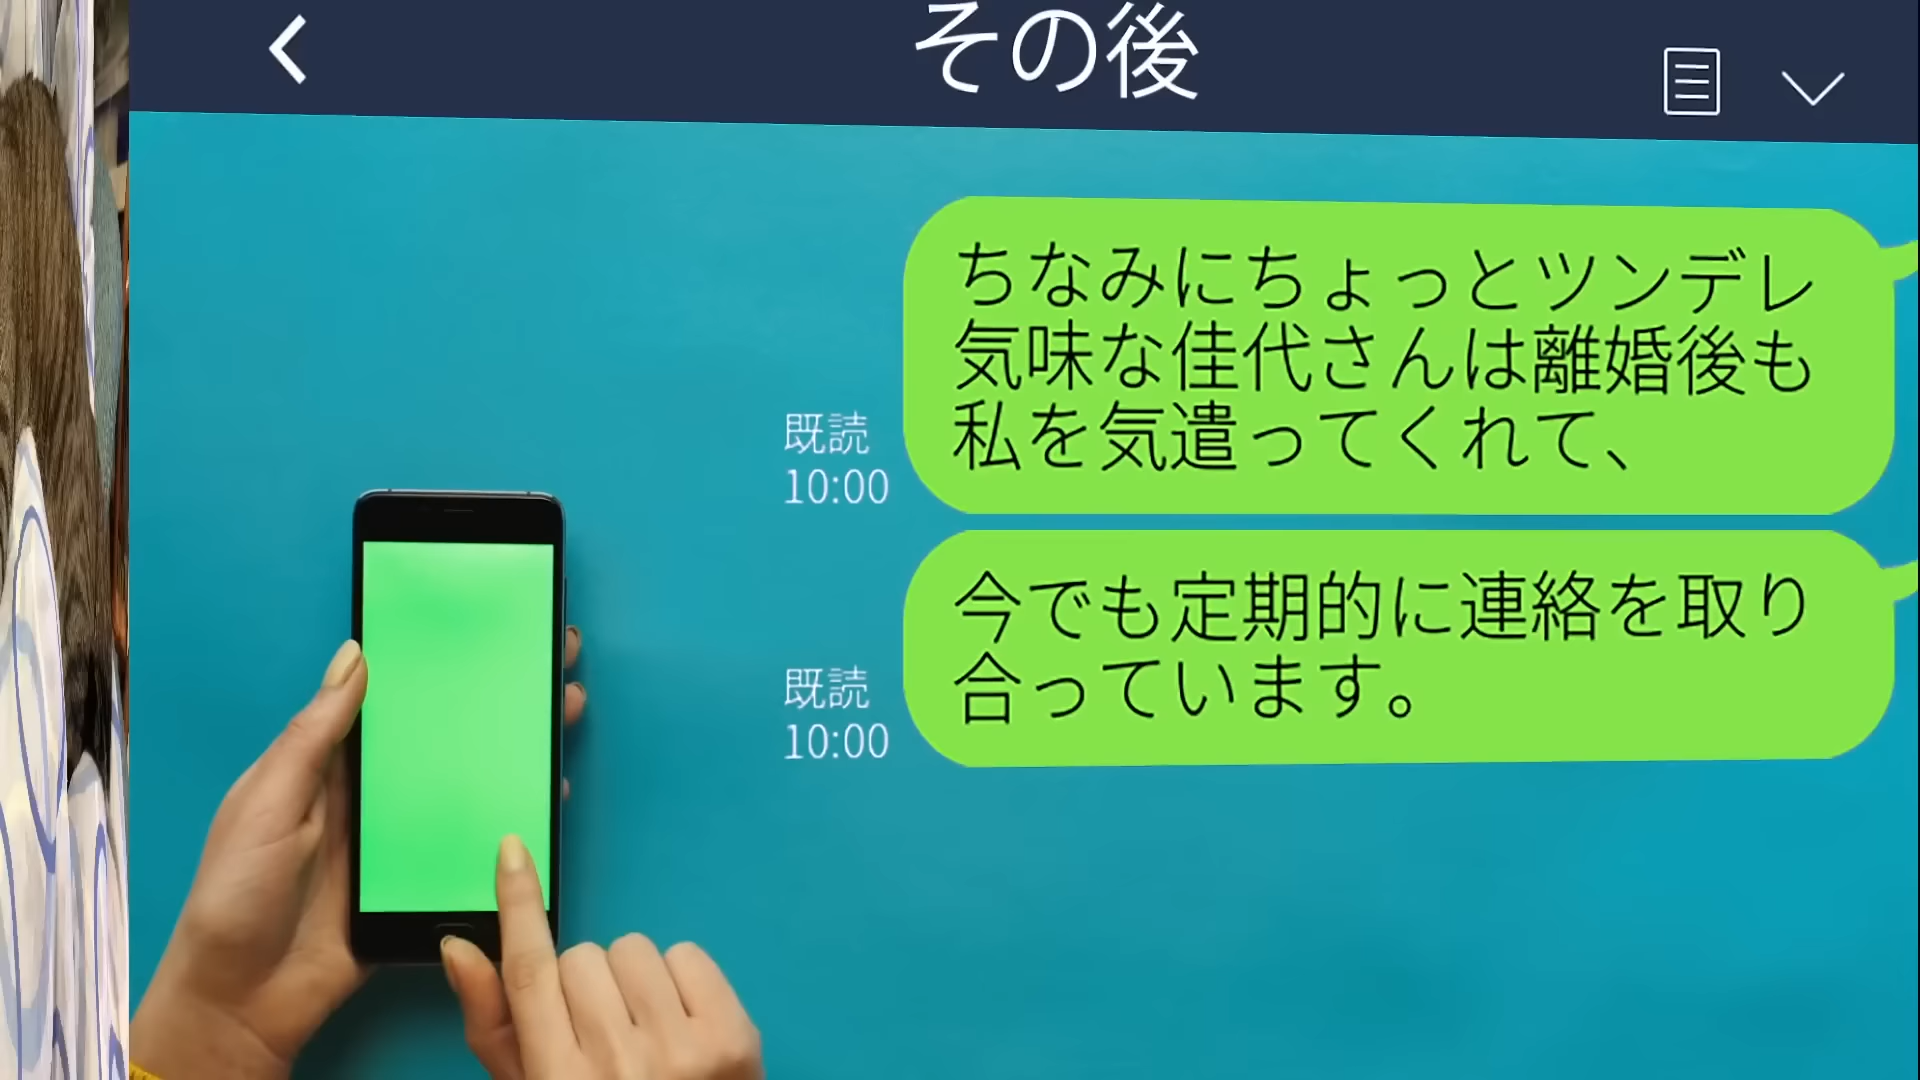 その後
ちなみにちょっとツンデレ
気味な佳代さんは離婚後も
私を気遣ってくれて、
既読
10:00
今でも定期的に連絡を取り
合っています。
既読
10:00